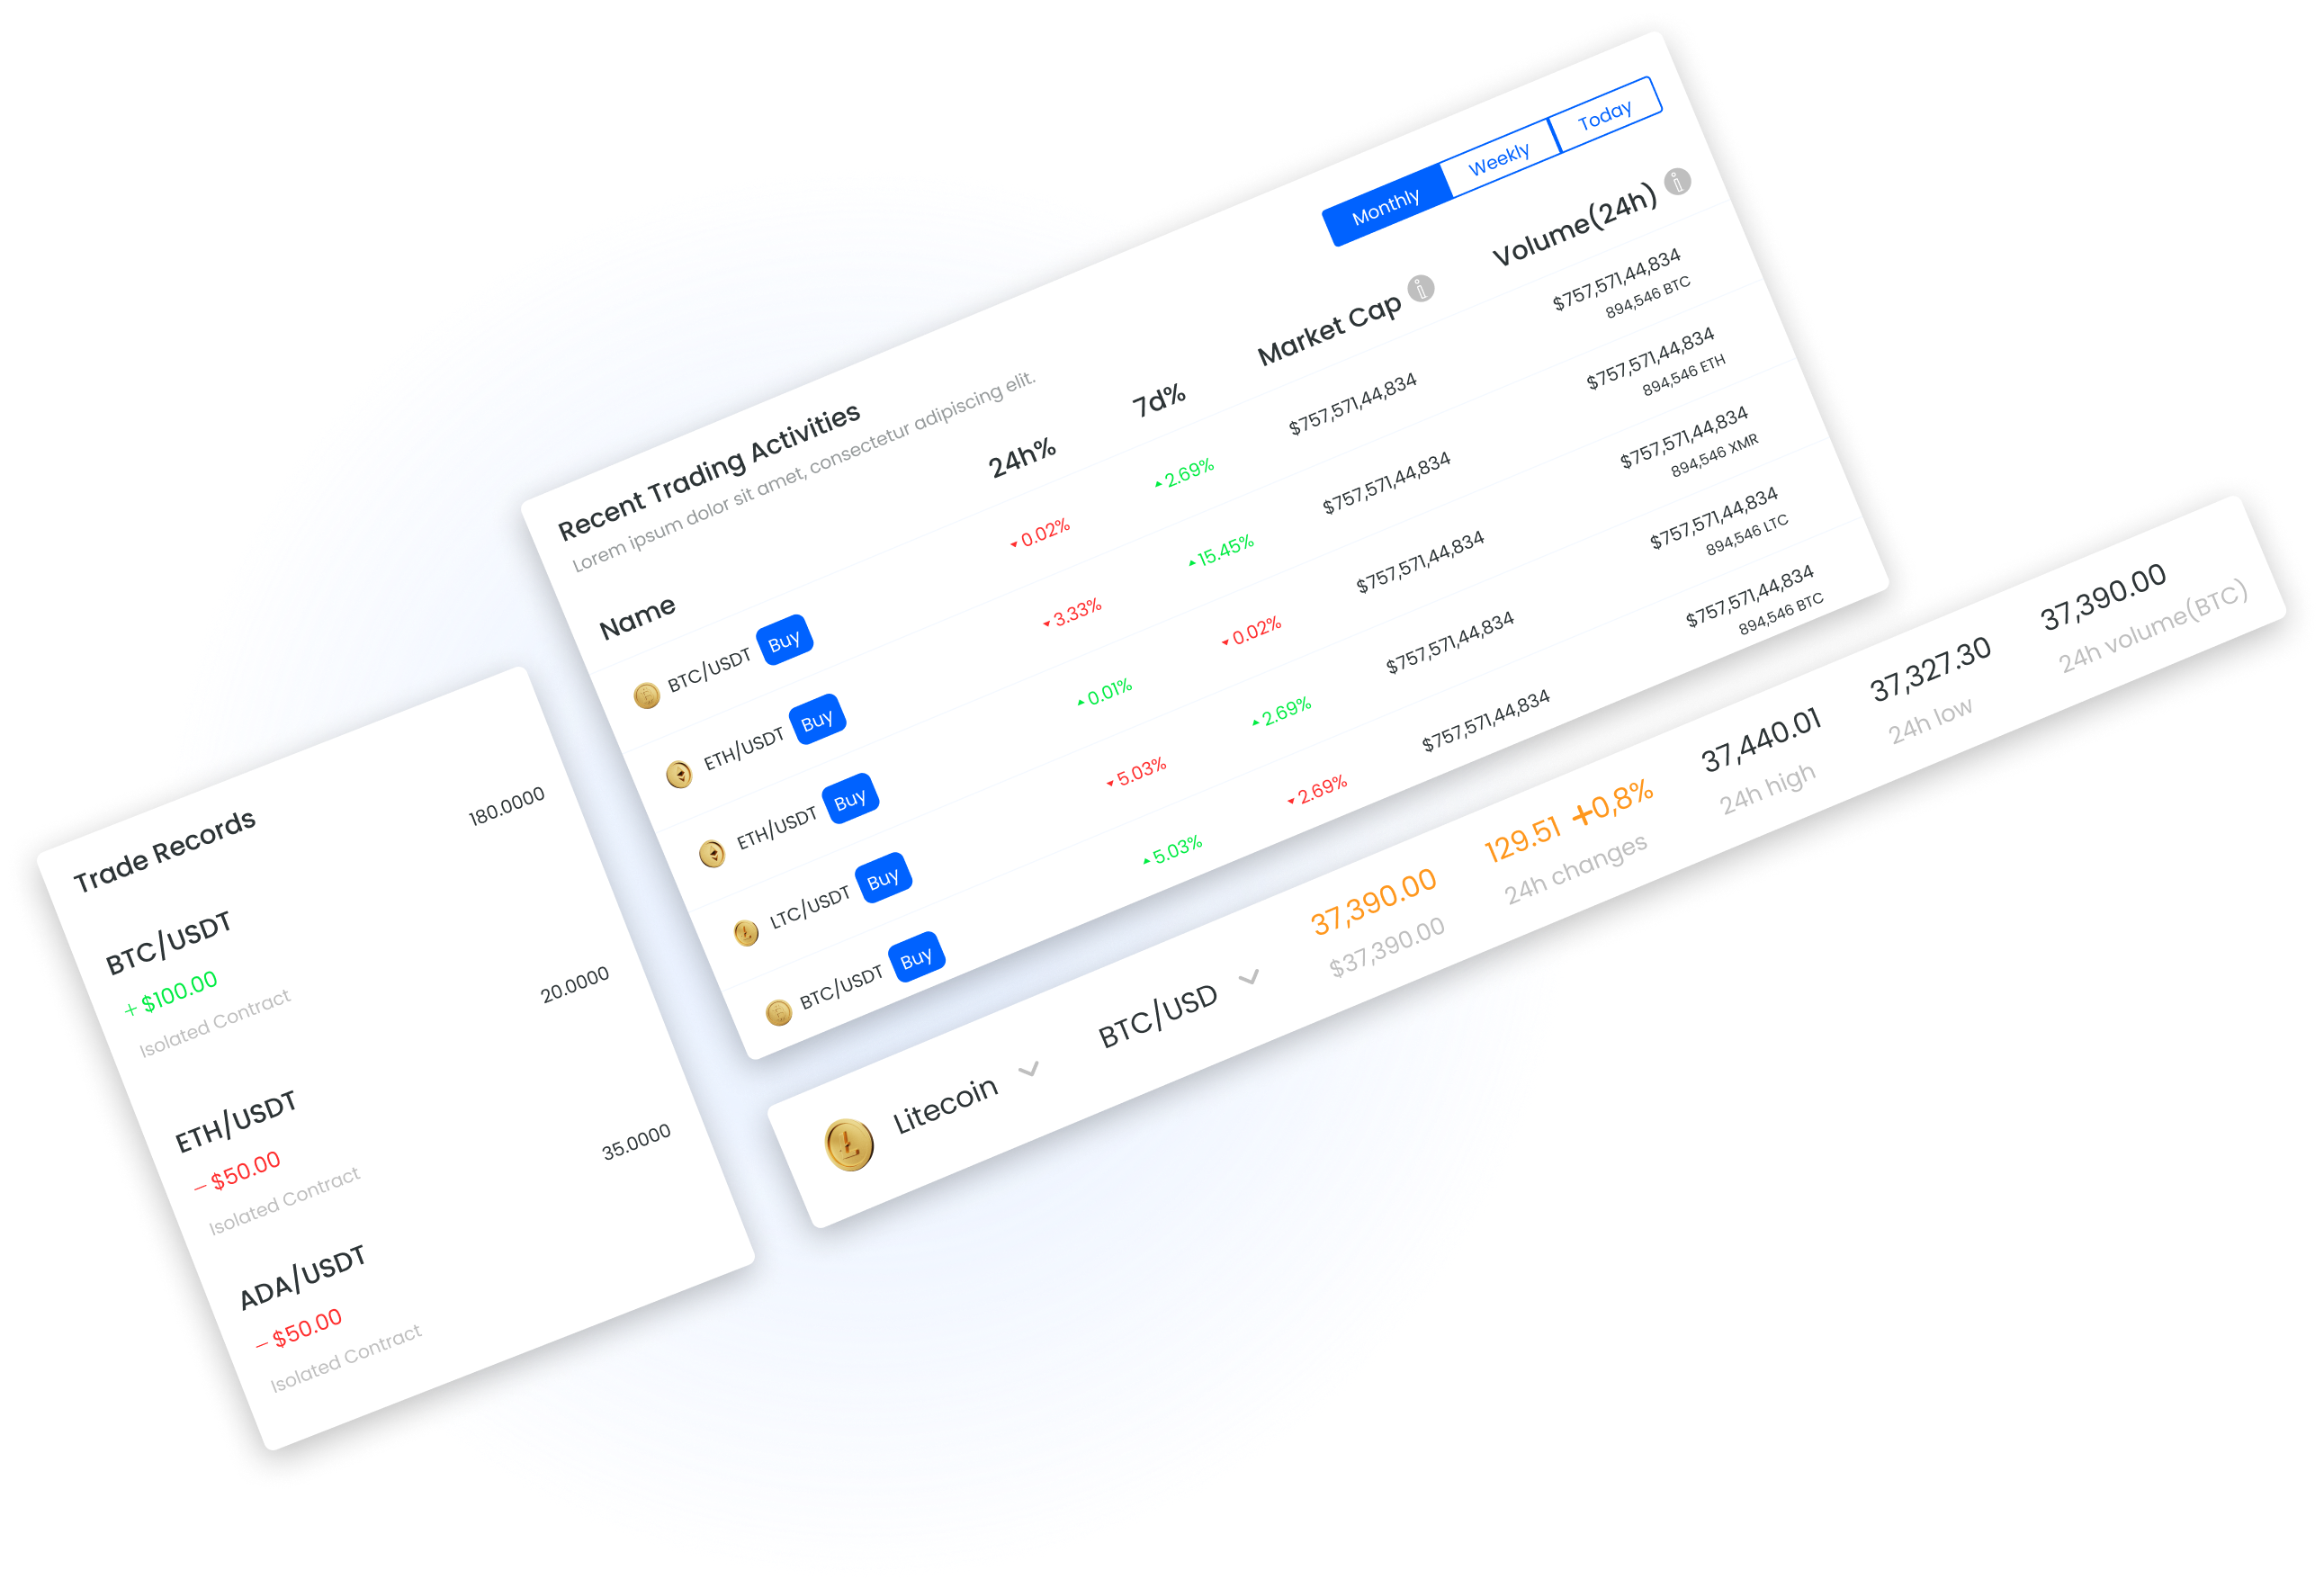 Recent Trading Activities
Lorem ipsum dolor sit amet, consectetur adipiscing elit.
Monthly Weekly Today
Name 24h% 7d% Market Cap Volume(24h)
BTC/USDT Buy 0.02% 2.69% $757,571,44,834 $757,571,44,834
894,546 BTC
ETH/USDT Buy 3.33% 15.45% $757,571,44,834 $757,571,44,834
894,546 ETH
ETH/USDT Buy 0.01% 0.02% $757,571,44,834 $757,571,44,834
894,546 XMR
LTC/USDT Buy 5.03% 2.69% $757,571,44,834 $757,571,44,834
894,546 LTC
BTC/USDT Buy 5.03% 2.69% $757,571,44,834 $757,571,44,834
894,546 BTC
Trade Records
BTC/USDT 180.0000
+ $100.00
Isolated Contract
ETH/USDT 20.0000
– $50.00
Isolated Contract
ADA/USDT 35.0000
– $50.00
Isolated Contract
Litecoin BTC/USD 37,390.00 129.51 +0,8% 37,440.01 37,327.30 37,390.00
$37,390.00 24h changes 24h high 24h low 24h volume(BTC)